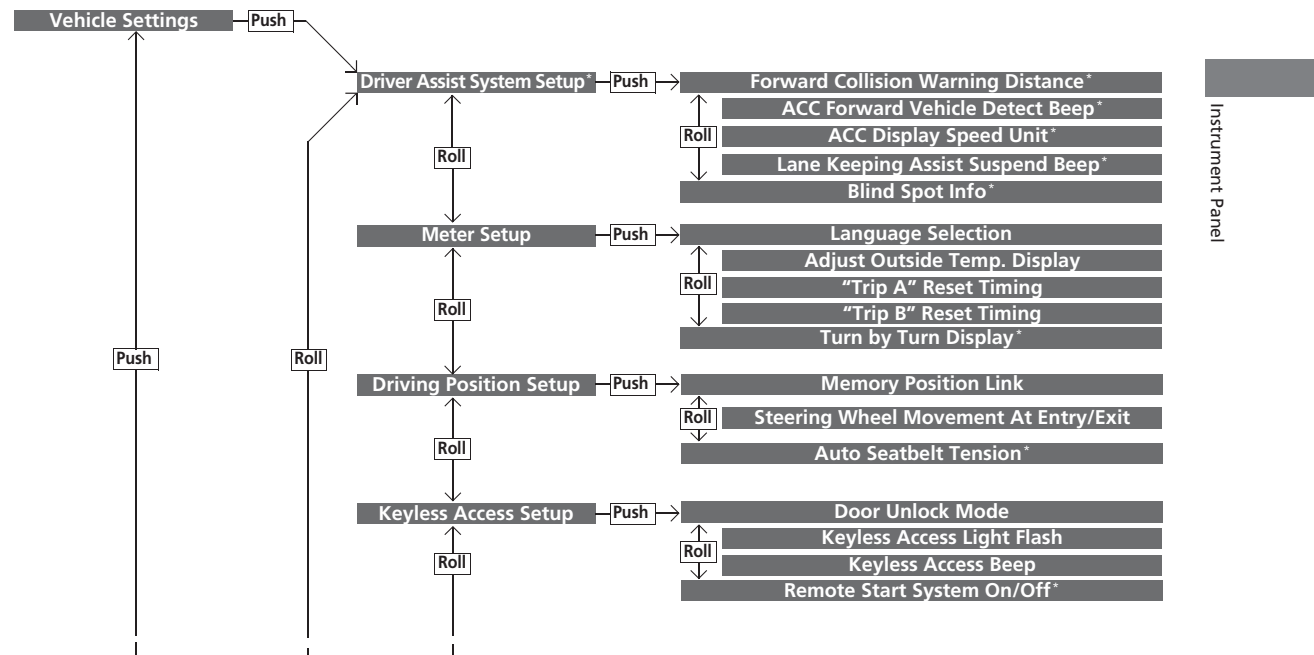 Vehicle Settings
Push
Driver Assist System Setup*
Push
Forward Collision Warning Distance*
Roll
ACC Forward Vehicle Detect Beep*
ACC Display Speed Unit*
Lane Keeping Assist Suspend Beep*
Blind Spot Info*
Roll
Meter Setup
Push
Language Selection
Roll
Adjust Outside Temp. Display
“Trip A” Reset Timing
“Trip B” Reset Timing
Turn by Turn Display*
Roll
Push
Roll
Driving Position Setup
Push
Memory Position Link
Roll
Steering Wheel Movement At Entry/Exit
Auto Seatbelt Tension*
Roll
Keyless Access Setup
Push
Door Unlock Mode
Roll
Keyless Access Light Flash
Keyless Access Beep
Remote Start System On/Off*
Roll
Instrument Panel